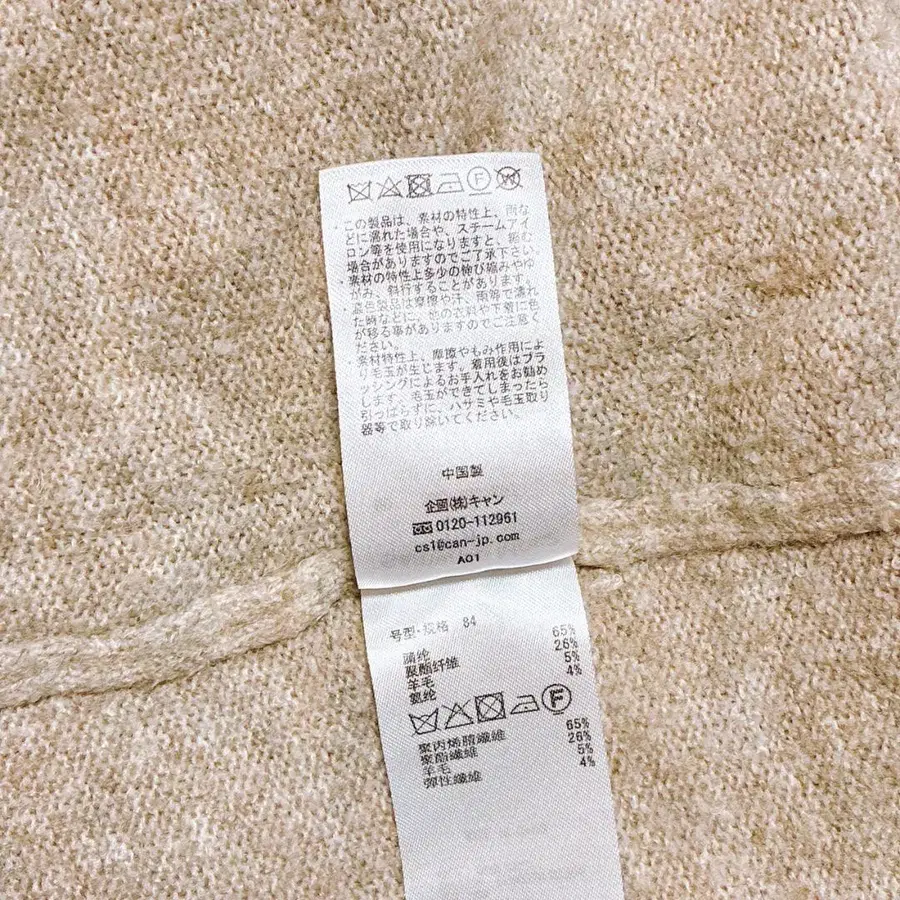 ・この製品は、素材の特性上、雨な
どに濡れた場合や、スチームアイ
ロン等を使用になりますと、縮む
場合がありますのでご了承下さい。
・素材の特性上多少の伸び縮みやゆ
がみ、斜行することがあります。
・濃色製品は摩擦や汗、雨等で濡れ
た時などに、他の衣料や下着に色
が移る事がありますのでご注意く
ださい。
・素材特性上、摩擦やもみ作用によ
り毛玉が生じます。着用後はブラ
ッシングによるお手入れをお勧め
します。毛玉ができてしまったら
引っぱらずに、ハサミや毛玉取り
器等で取り除いてください。
中国製
企画(株)キャン
0120-112961
cs1@can-jp.com
A01
号型・规格 84
腈纶 65%
聚酯纤维 26%
羊毛 5%
氨纶 4%
聚丙烯腈纖維 65%
聚酯纖維 26%
羊毛 5%
彈性纖維 4%